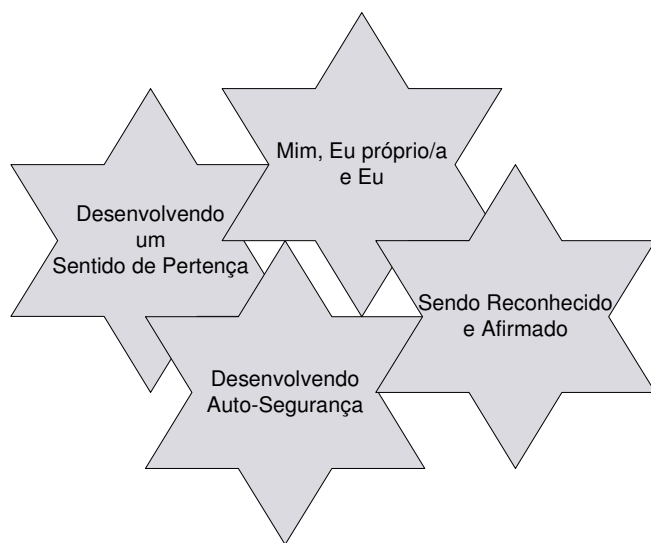 Mim, Eu próprio/a
e Eu
Desenvolvendo
um
Sentido de Pertença
Sendo Reconhecido
e Afirmado
Desenvolvendo
Auto-Segurança